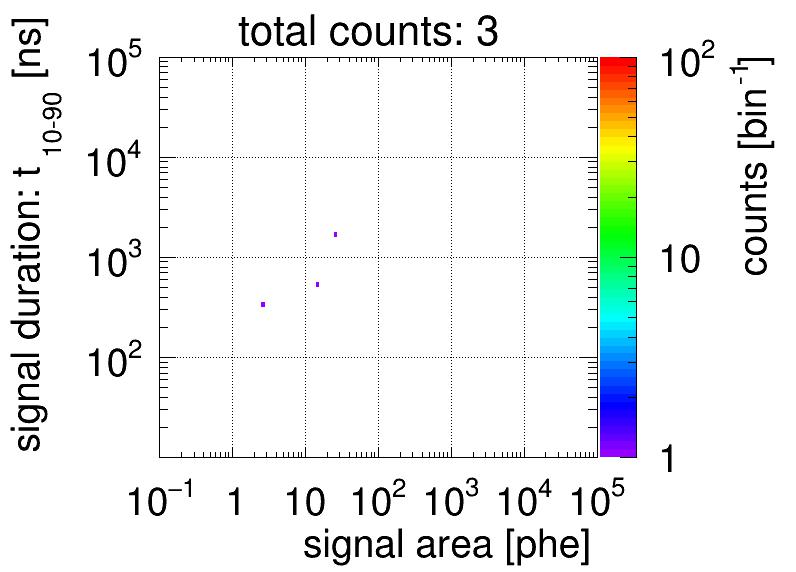 total counts: 3
signal duration: t 10-90 [ns]
10^5
10^4
10^3
10^2
10^−1 1 10 10^2 10^3 10^4 10^5
signal area [phe]
10^2
10
1
counts [bin^-1]